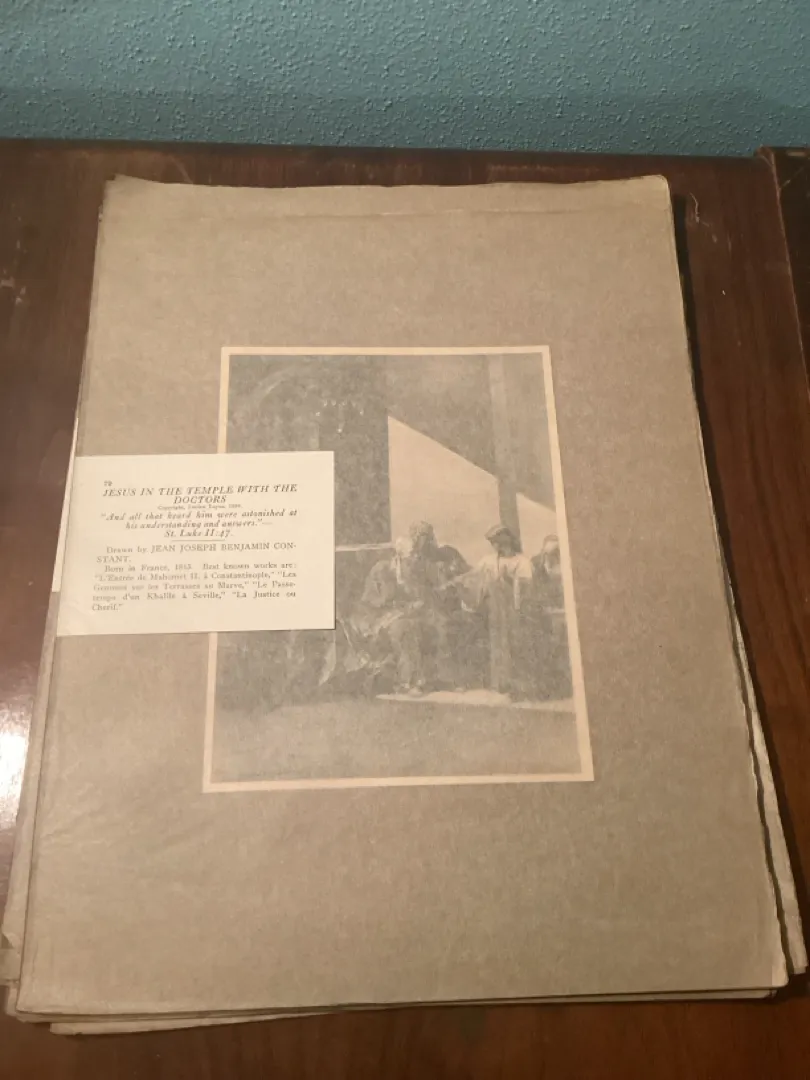 79
JESUS IN THE TEMPLE WITH THE
DOCTORS
Copyright,
"And all that heard him were astonished at
his understanding and answers."—
St. Luke II:47.
Drawn by JEAN JOSEPH BENJAMIN CON-
STANT.
Born in France, 1845. Best known works are:
"L'Entrée de Mahomet II. à Constantinople," "Les
sur les Terrasses au Maroc," "Le Passe-
temps d'un Khalife à Seville," "La Justice du
Cherif."